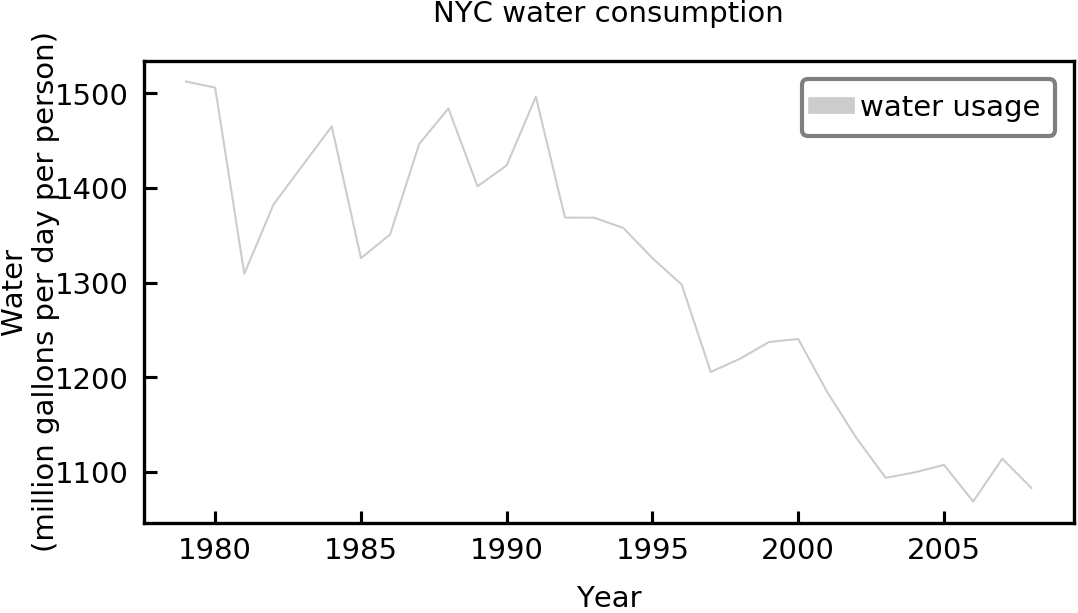 NYC water consumption
water usage
Water
(million gallons per day per person)
1500
1400
1300
1200
1100
1980 1985 1990 1995 2000 2005
Year